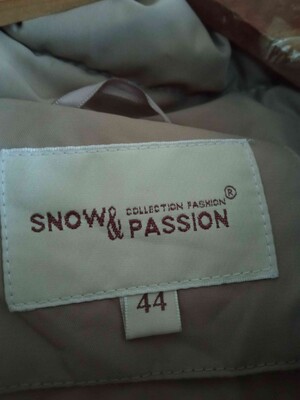 COLLECTION FASHION ®
SNOW & PASSION
44